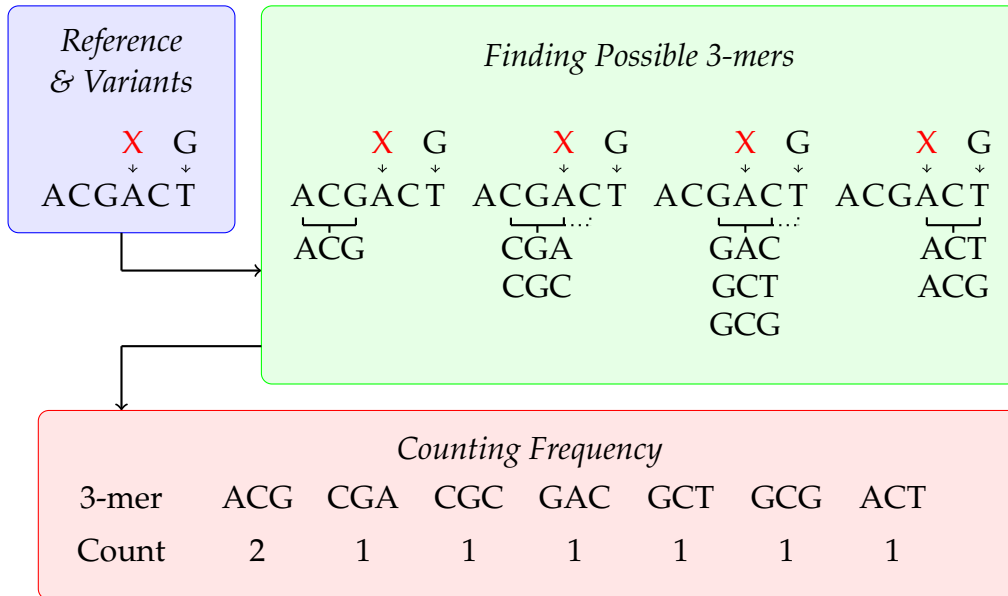 Reference
& Variants
X G
ACGACT
Finding Possible 3-mers
X G X G X G X G
ACGACT ACGACT ACGACT ACGACT
ACG CGA GAC ACT
CGC GCT ACG
GCG
Counting Frequency
3-mer ACG CGA CGC GAC GCT GCG ACT
Count 2 1 1 1 1 1 1